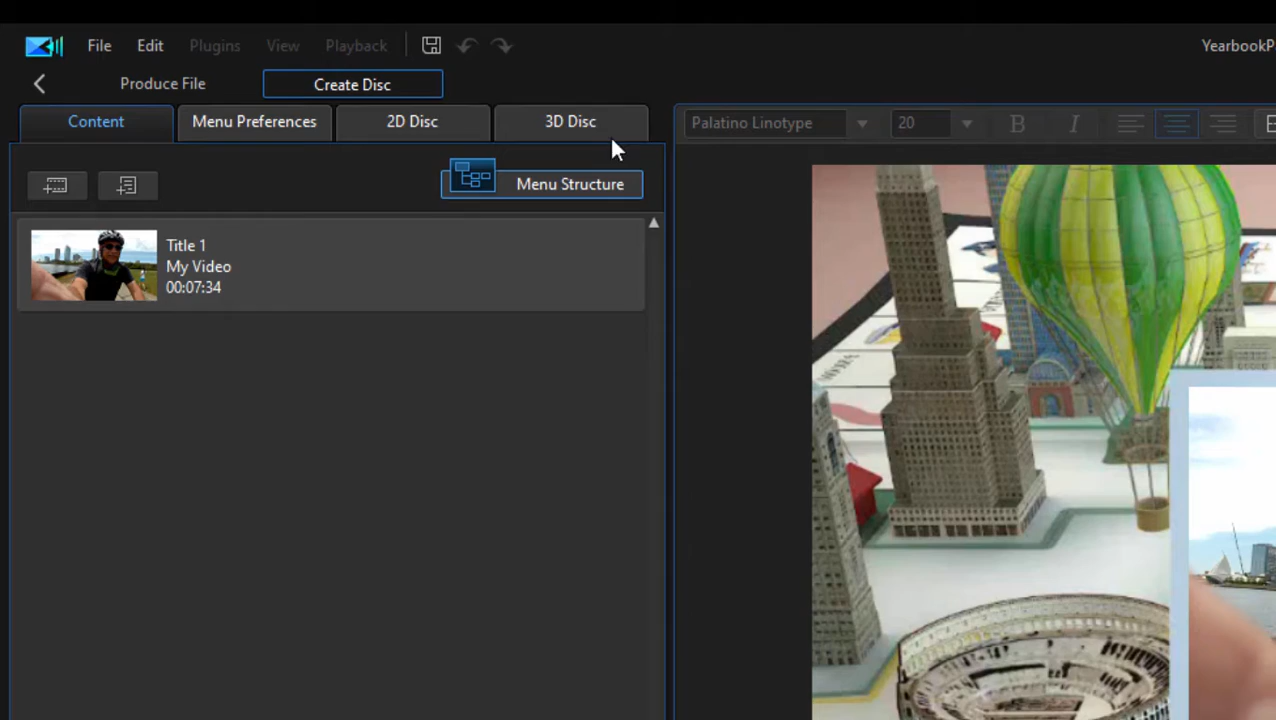 File Edit Plugins View Playback YearbookP
Produce File Create Disc
Content Menu Preferences 2D Disc 3D Disc Palatino Linotype 20 B I
Menu Structure
Title 1
My Video
00:07:34